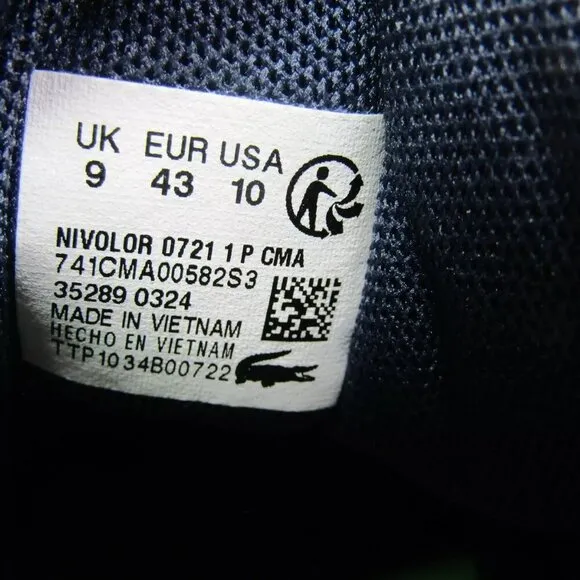 UK EUR USA
9 43 10
NIVOLOR 0721 1 P CMA
741CMA00582S3
35289 0324
MADE IN VIETNAM
HECHO EN VIETNAM
TTP1034B00722